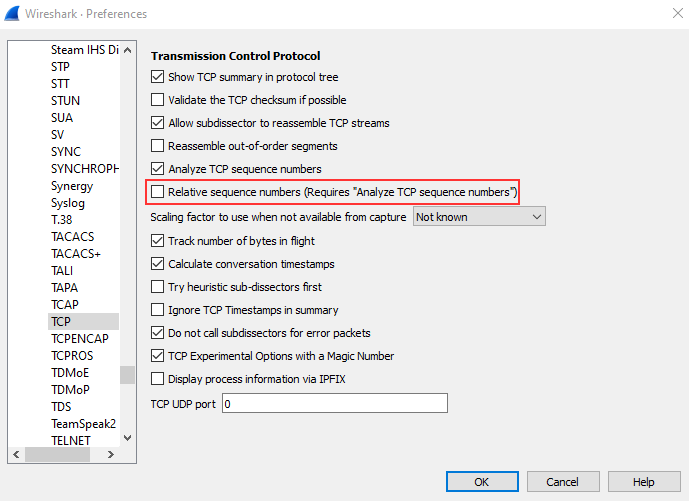 Wireshark · Preferences
Steam IHS Di
STP
STT
STUN
SUA
SV
SYNC
SYNCHROPH
Synergy
Syslog
T.38
TACACS
TACACS+
TALI
TAPA
TCAP
TCP
TCPENCAP
TCPROS
TDMoE
TDMoP
TDS
TeamSpeak2
TELNET
Transmission Control Protocol
Show TCP summary in protocol tree
Validate the TCP checksum if possible
Allow subdissector to reassemble TCP streams
Reassemble out-of-order segments
Analyze TCP sequence numbers
Relative sequence numbers (Requires "Analyze TCP sequence numbers")
Scaling factor to use when not available from capture Not known
Track number of bytes in flight
Calculate conversation timestamps
Try heuristic sub-dissectors first
Ignore TCP Timestamps in summary
Do not call subdissectors for error packets
TCP Experimental Options with a Magic Number
Display process information via IPFIX
TCP UDP port 0
OK Cancel Help